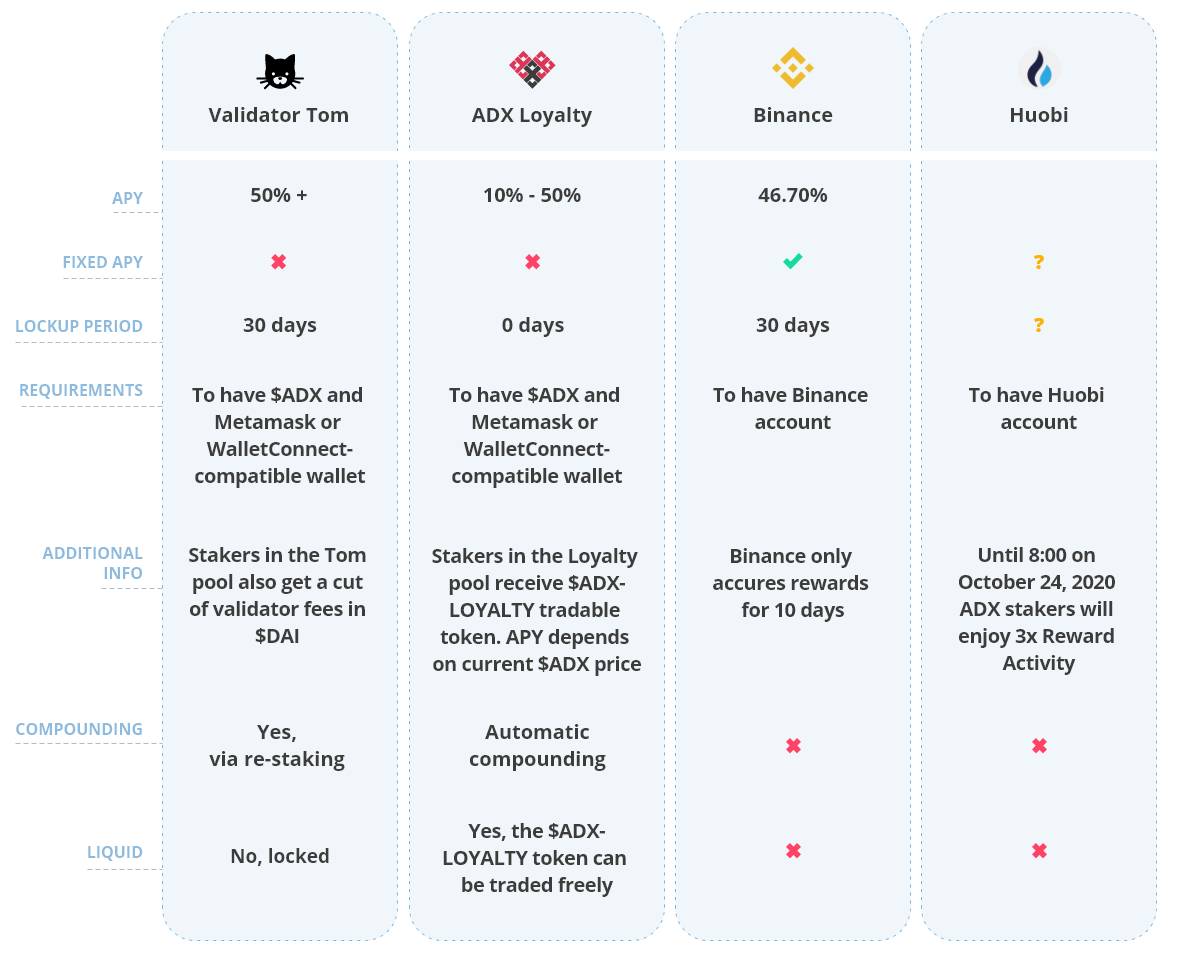 Validator Tom
ADX Loyalty
Binance
Huobi
APY
50% +
10% - 50%
46.70%
FIXED APY
?
LOCKUP PERIOD
30 days
0 days
30 days
?
REQUIREMENTS
To have $ADX and
Metamask or
WalletConnect-
compatible wallet
To have $ADX and
Metamask or
WalletConnect-
compatible wallet
To have Binance
account
To have Huobi
account
ADDITIONAL
INFO
Stakers in the Tom
pool also get a cut
of validator fees in
$DAI
Stakers in the Loyalty
pool receive $ADX-
LOYALTY tradable
token. APY depends
on current $ADX price
Binance only
accures rewards
for 10 days
Until 8:00 on
October 24, 2020
ADX stakers will
enjoy 3x Reward
Activity
COMPOUNDING
Yes,
via re-staking
Automatic
compounding
LIQUID
No, locked
Yes, the $ADX-
LOYALTY token can
be traded freely